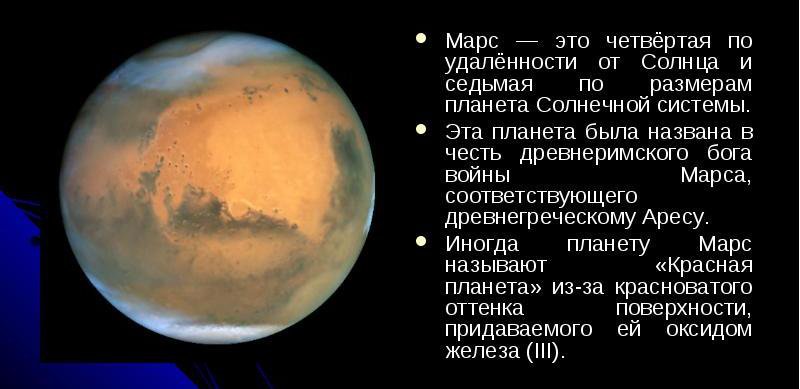 Марс — это четвёртая по
удалённости от Солнца и
седьмая по размерам
планета Солнечной системы.
Эта планета была названа в
честь древнеримского бога
войны Марса,
соответствующего
древнегреческому Аресу.
Иногда планету Марс
называют «Красная
планета» из-за красноватого
оттенка поверхности,
придаваемого ей оксидом
железа (III).